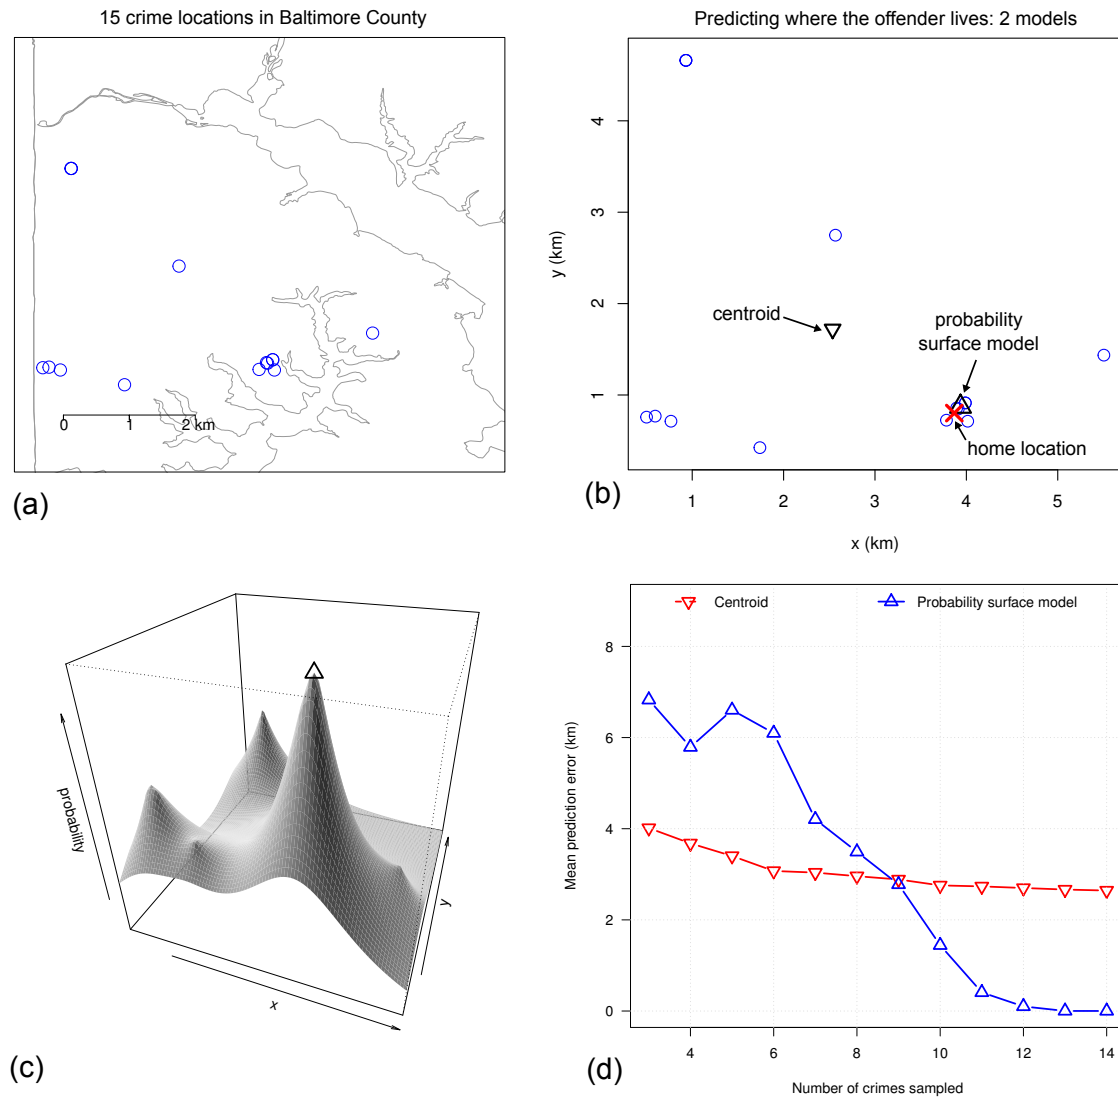 15 crime locations in Baltimore County
0
1
2 km
(a)
Predicting where the offender lives: 2 models
y (km)
4
3
2
1
centroid
probability
surface model
home location
1
2
3
4
5
x (km)
(b)
probability
x
y
(c)
Centroid
Probability surface model
Mean prediction error (km)
8
6
4
2
0
4
6
8
10
12
14
Number of crimes sampled
(d)